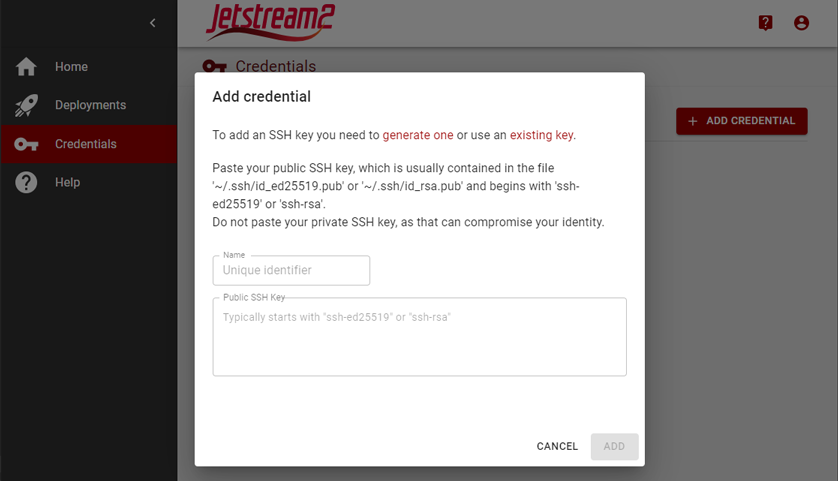 Jetstream2
Home
Deployments
Credentials
Help
Credentials
ADD CREDENTIAL
Add credential
To add an SSH key you need to generate one or use an existing key.
Paste your public SSH key, which is usually contained in the file
'~/.ssh/id_ed25519.pub' or '~/.ssh/id_rsa.pub' and begins with 'ssh-
ed25519' or 'ssh-rsa'.
Do not paste your private SSH key, as that can compromise your identity.
Name
Unique identifier
Public SSH Key
Typically starts with "ssh-ed25519" or "ssh-rsa"
CANCEL
ADD